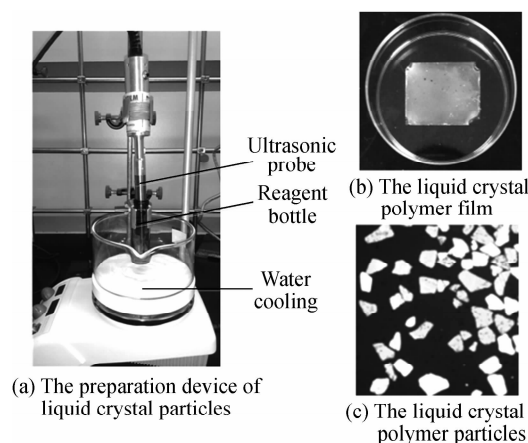 Ultrasonic
probe
Reagent
bottle
Water
cooling
(a) The preparation device of
liquid crystal particles
(b) The liquid crystal
polymer film
(c) The liquid crystal
polymer particles